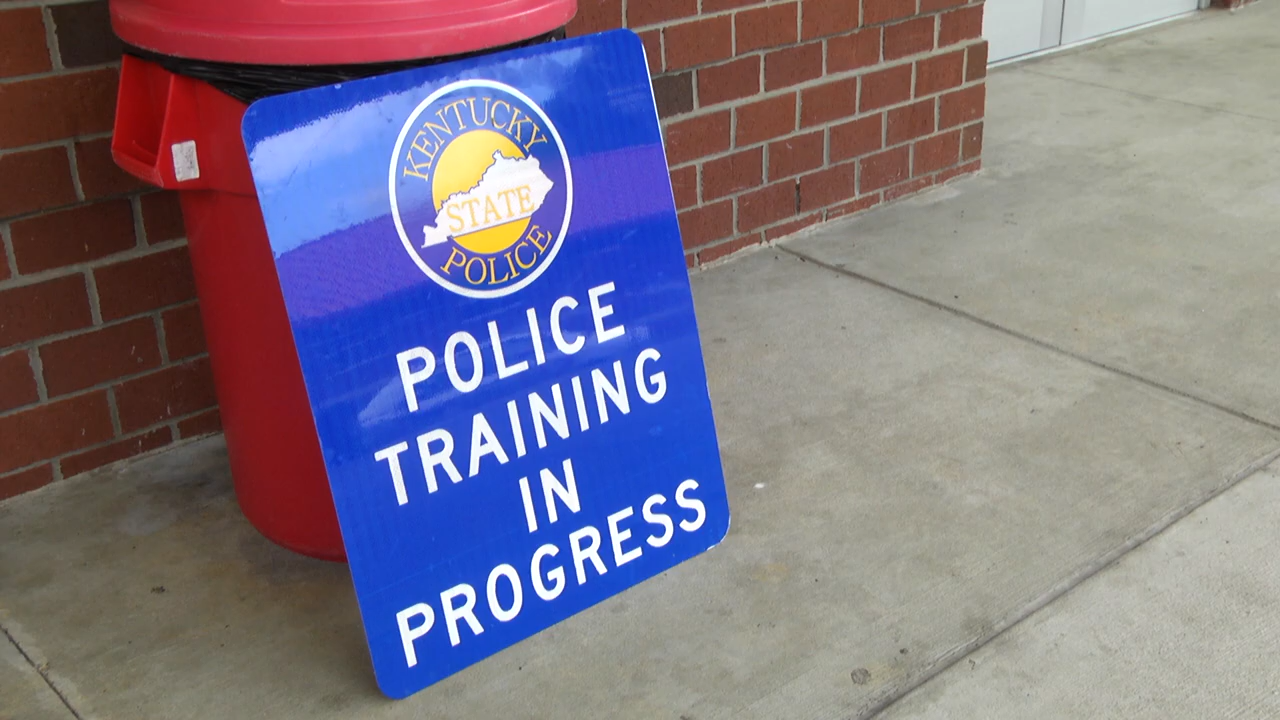 KENTUCKY
STATE
POLICE
POLICE
TRAINING
IN
PROGRESS